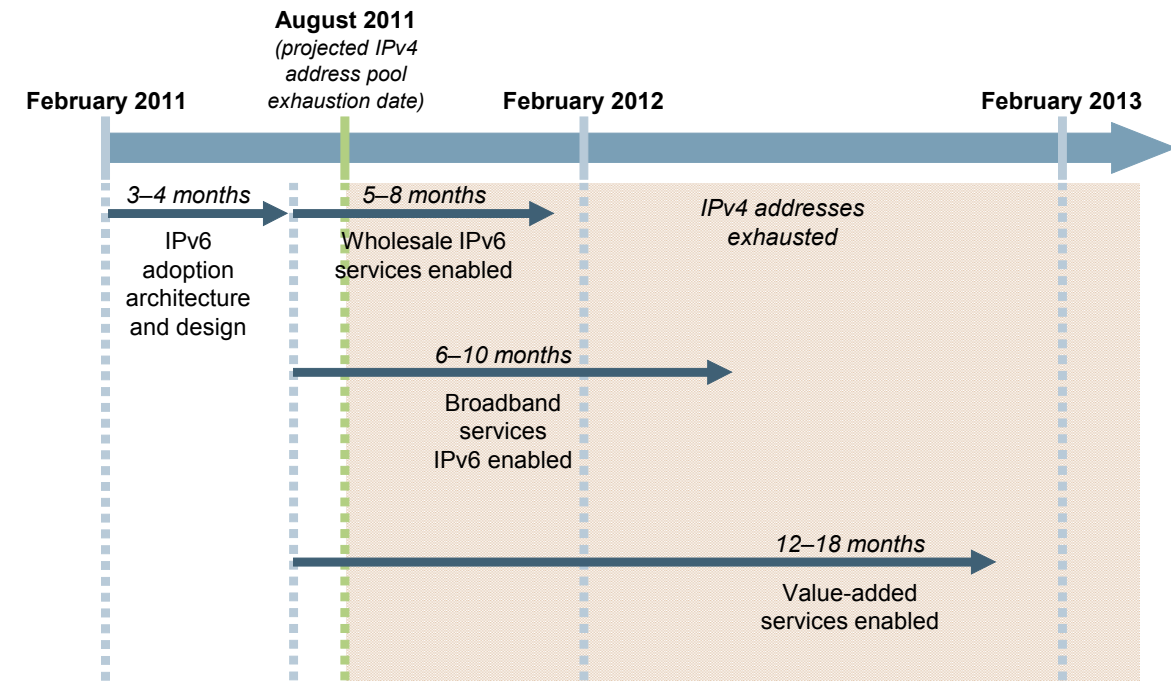 August 2011
(projected IPv4
address pool
exhaustion date)
February 2011
February 2012
February 2013
3–4 months
5–8 months
IPv4 addresses
exhausted
IPv6
adoption
architecture
and design
Wholesale IPv6
services enabled
6–10 months
Broadband
services
IPv6 enabled
12–18 months
Value-added
services enabled